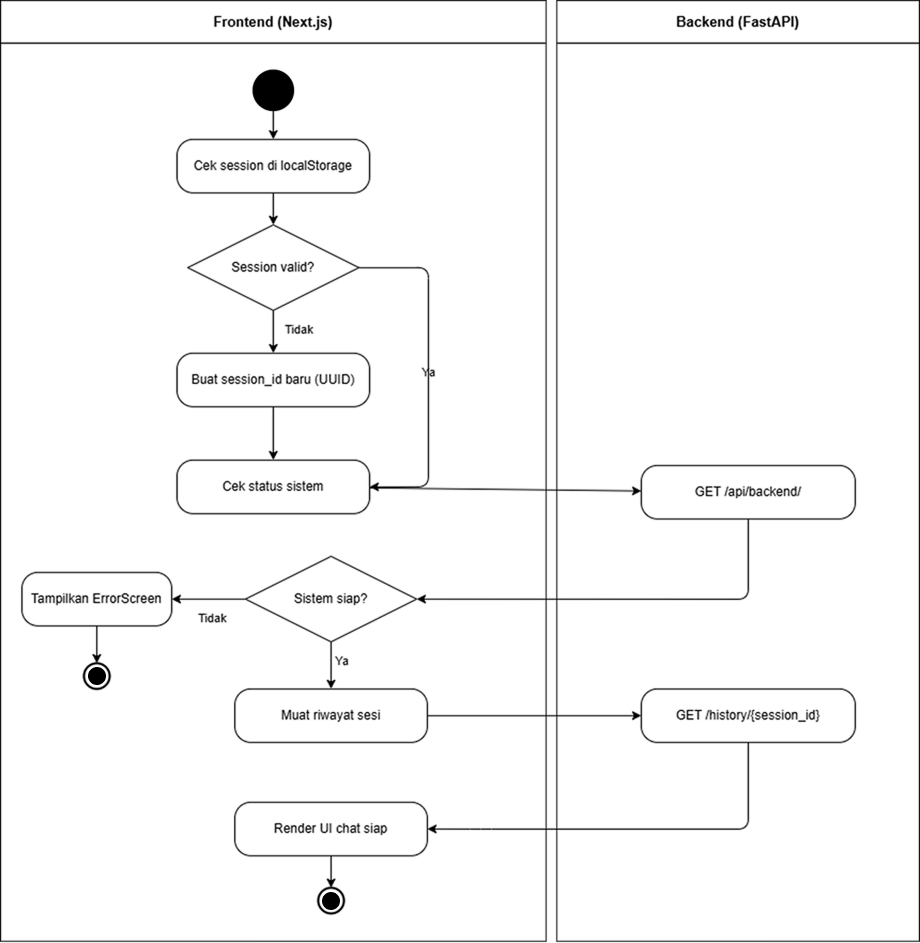 Frontend (Next.js)
Backend (FastAPI)
Cek session di localStorage
Session valid?
Tidak
Ya
Buat session_id baru (UUID)
Cek status sistem
GET /api/backend/
Tampilkan ErrorScreen
Sistem siap?
Tidak
Ya
Muat riwayat sesi
GET /history/{session_id}
Render UI chat siap